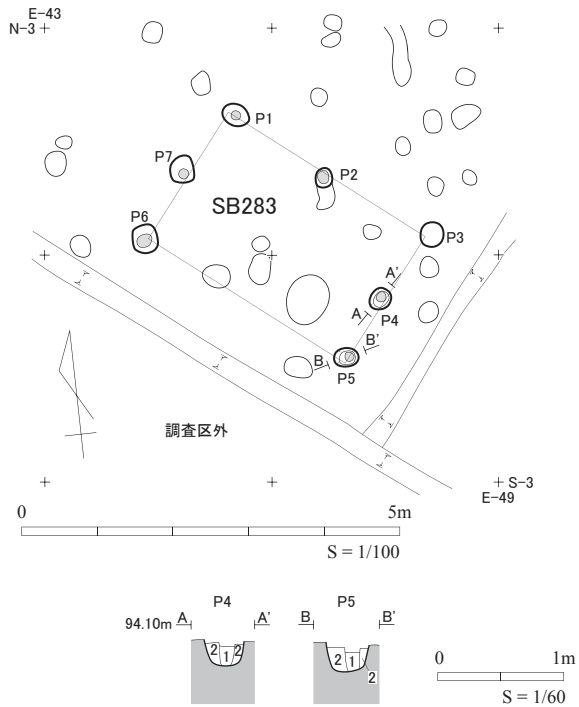 E-43
N-3
P1
P7
P2
SB283
P6
P3
A'
A
P4
B'
B
P5
調査区外
S-3
E-49
0 5m
S = 1/100
P4 P5
94.10m A A' B B'
2 1 2 2 1 2
0 1m
S = 1/60